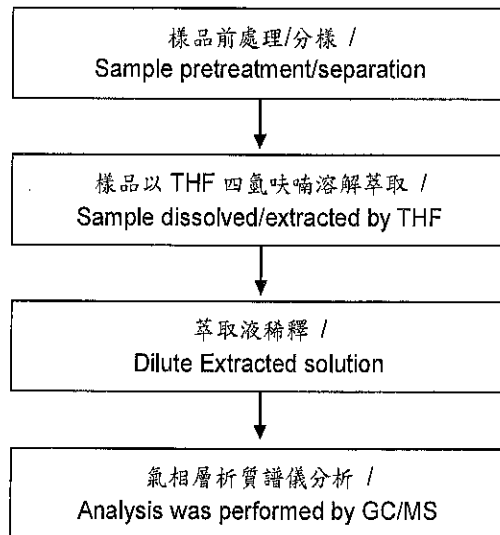 樣品前處理/分樣 /
Sample pretreatment/separation
樣品以 THF 四氫呋喃溶解萃取 /
Sample dissolved/extracted by THF
萃取液稀釋 /
Dilute Extracted solution
氣相層析質譜儀分析 /
Analysis was performed by GC/MS